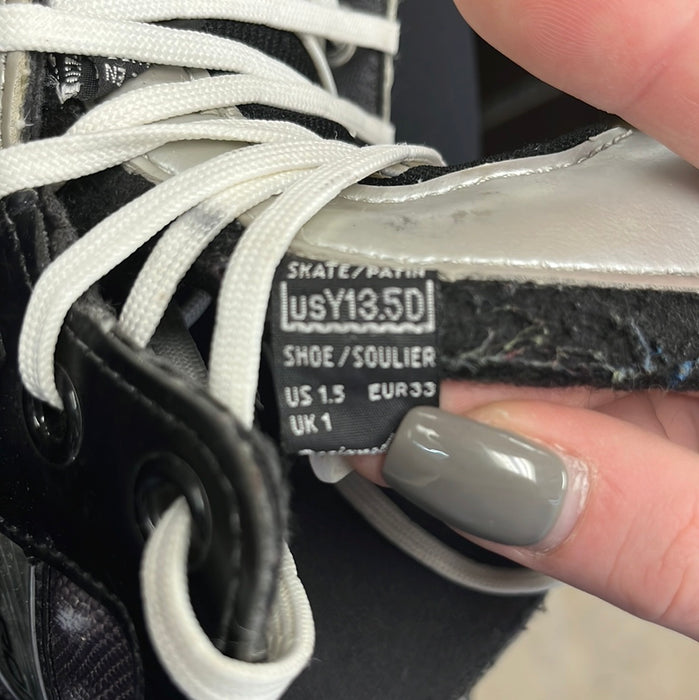 SKATE/PATIN
USY13.5D
SHOE/SOULIER
US 1.5 EUR33
UK 1